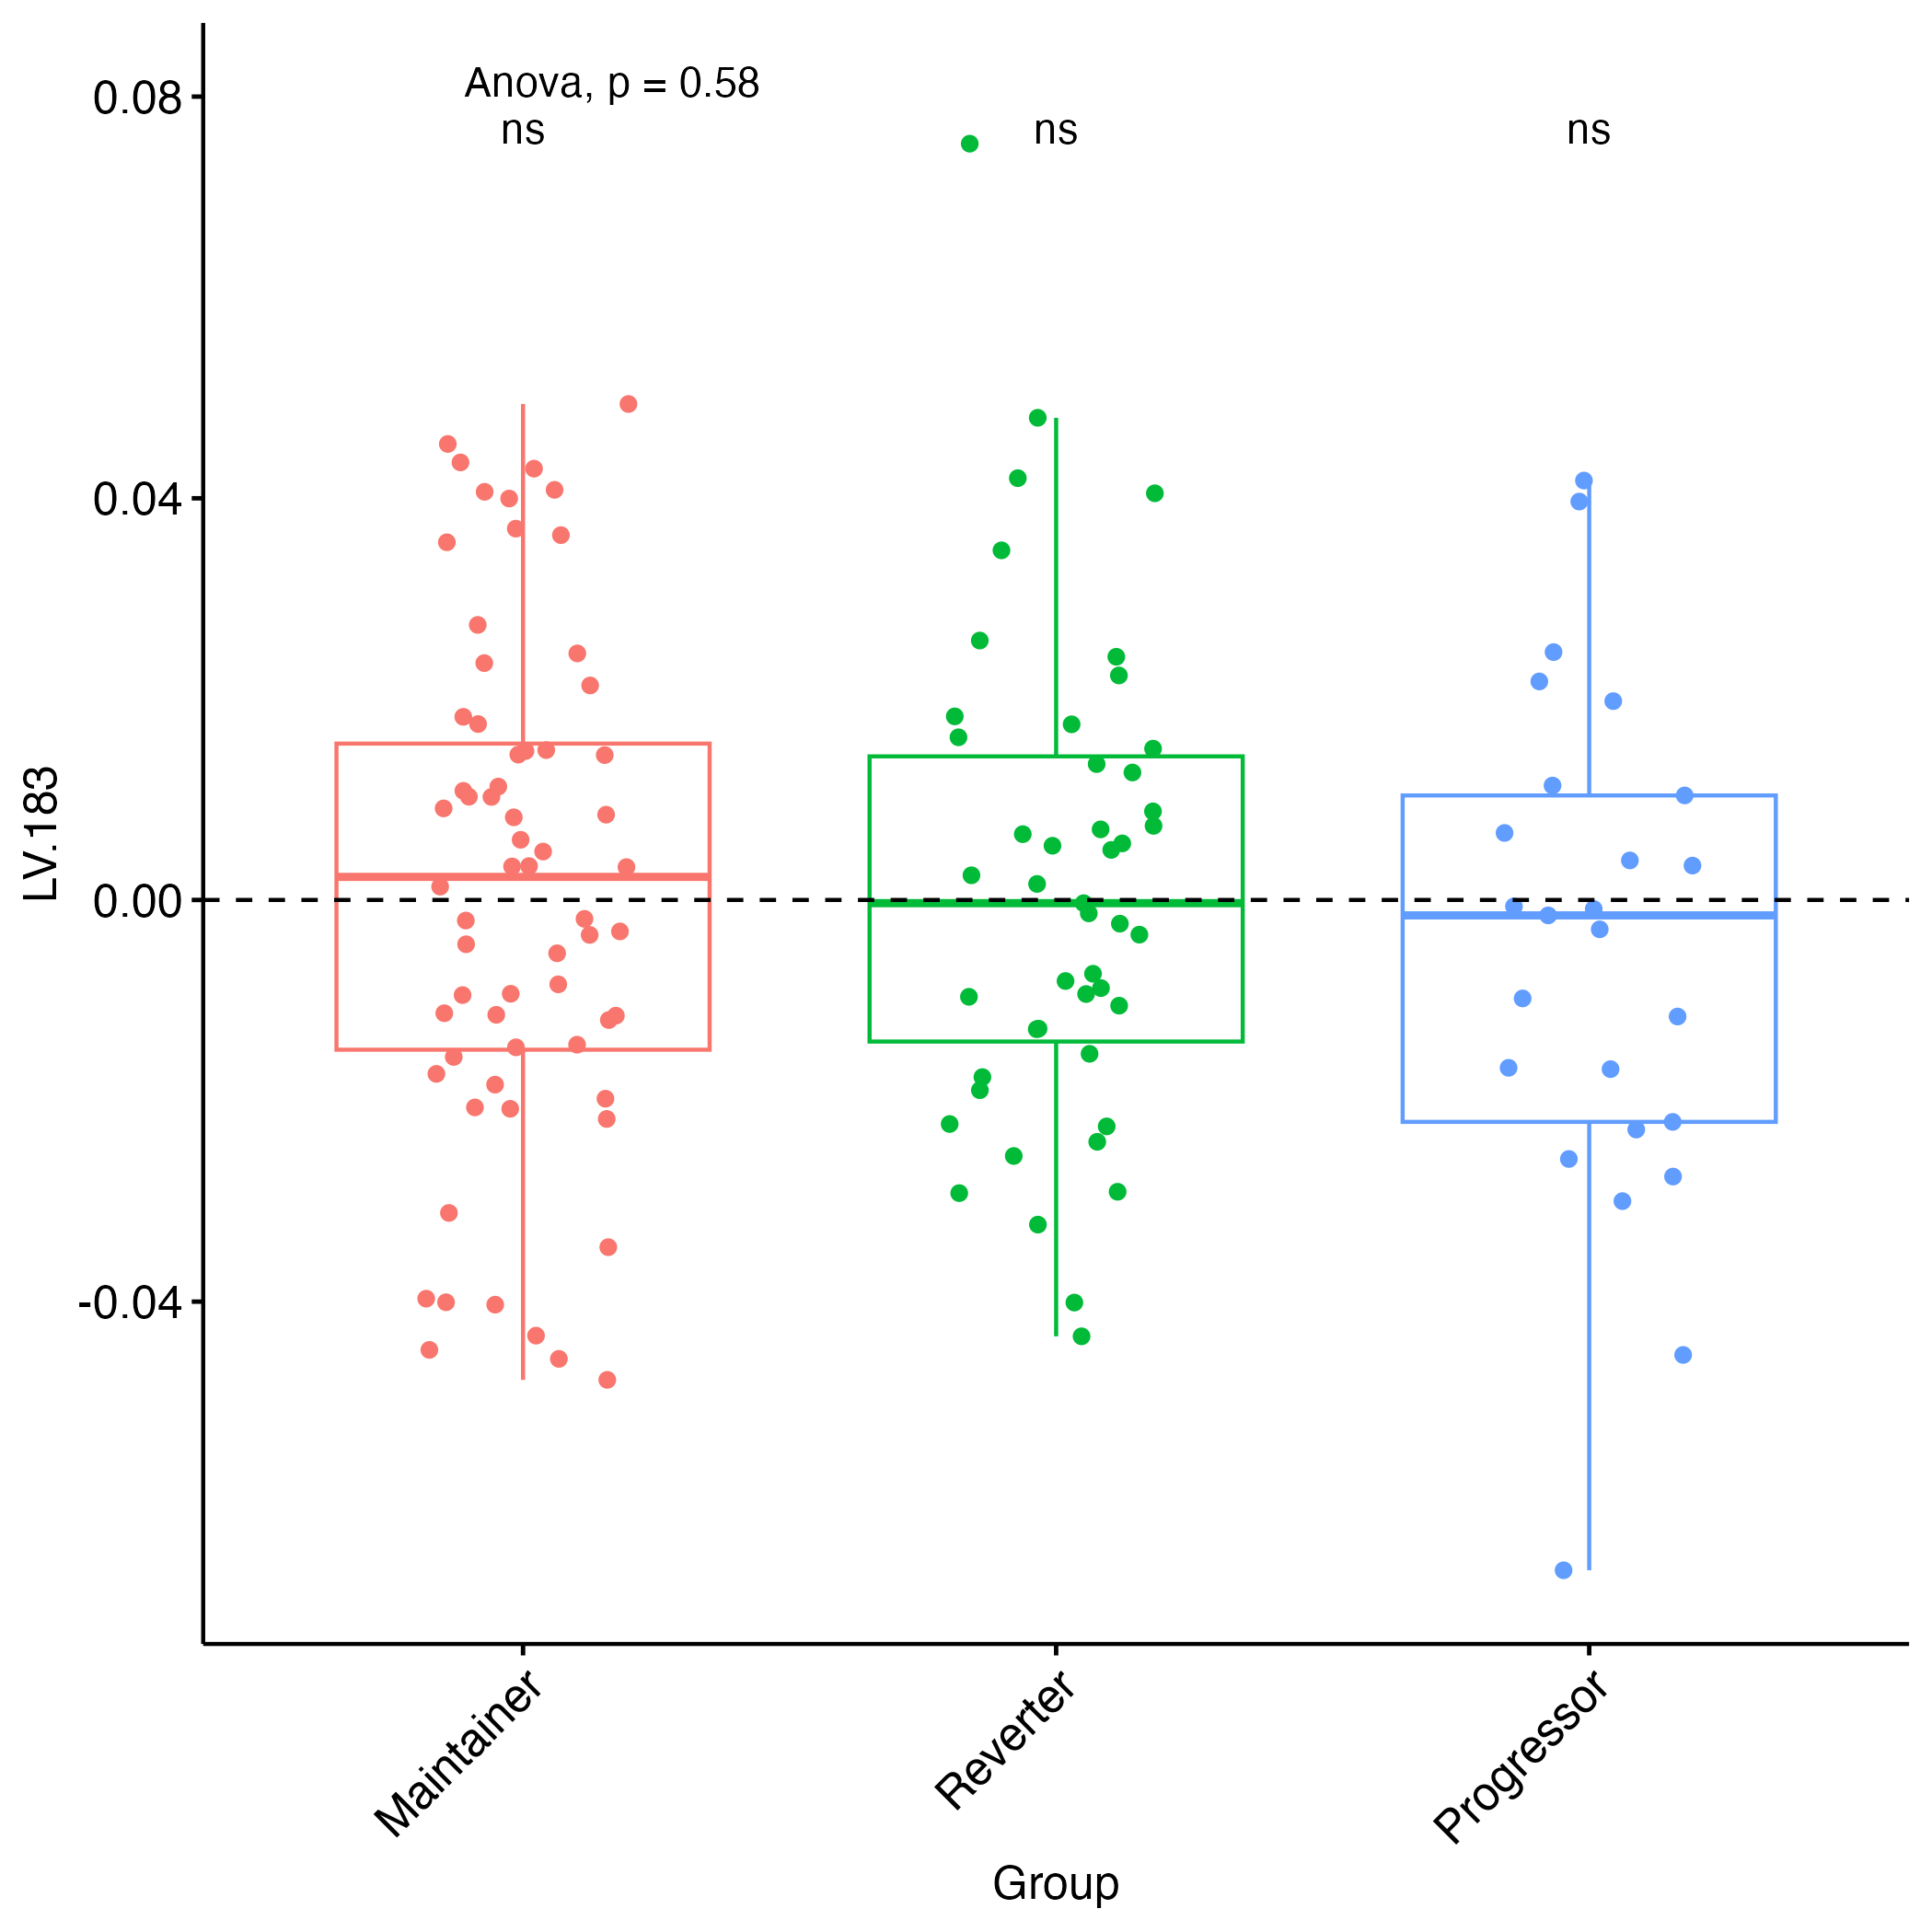 Anova, p = 0.58
ns
ns
ns
0.08
0.04
0.00
-0.04
LV.183
Maintainer
Reverter
Progressor
Group